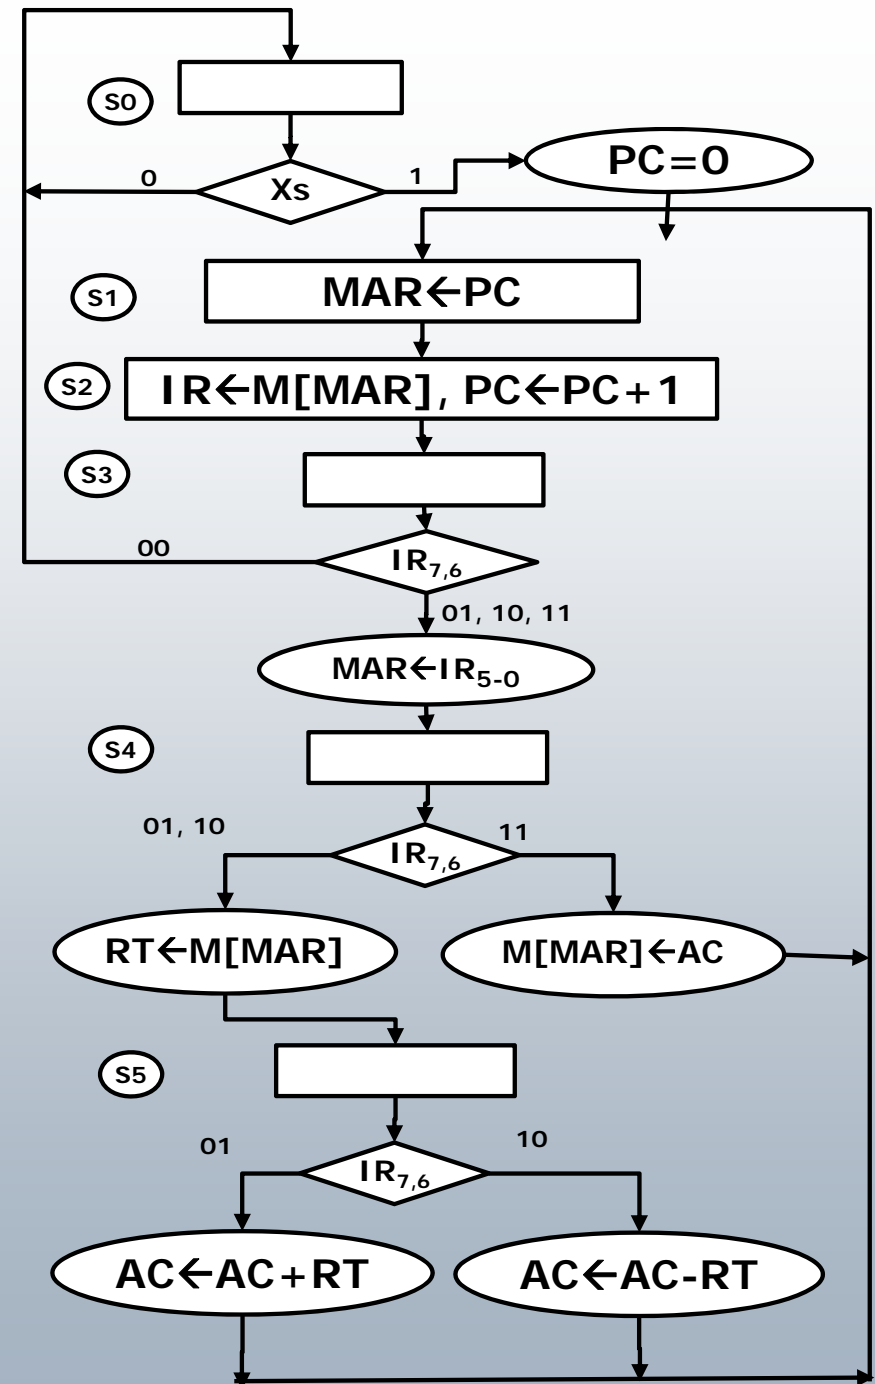 S0
0
Xs
1
PC=0
S1
MAR←PC
S2
IR←M[MAR], PC←PC+1
S3
00
IR7,6
01, 10, 11
MAR←IR5-0
S4
01, 10
IR7,6
11
RT←M[MAR]
M[MAR]←AC
S5
01
IR7,6
10
AC←AC+RT
AC←AC-RT